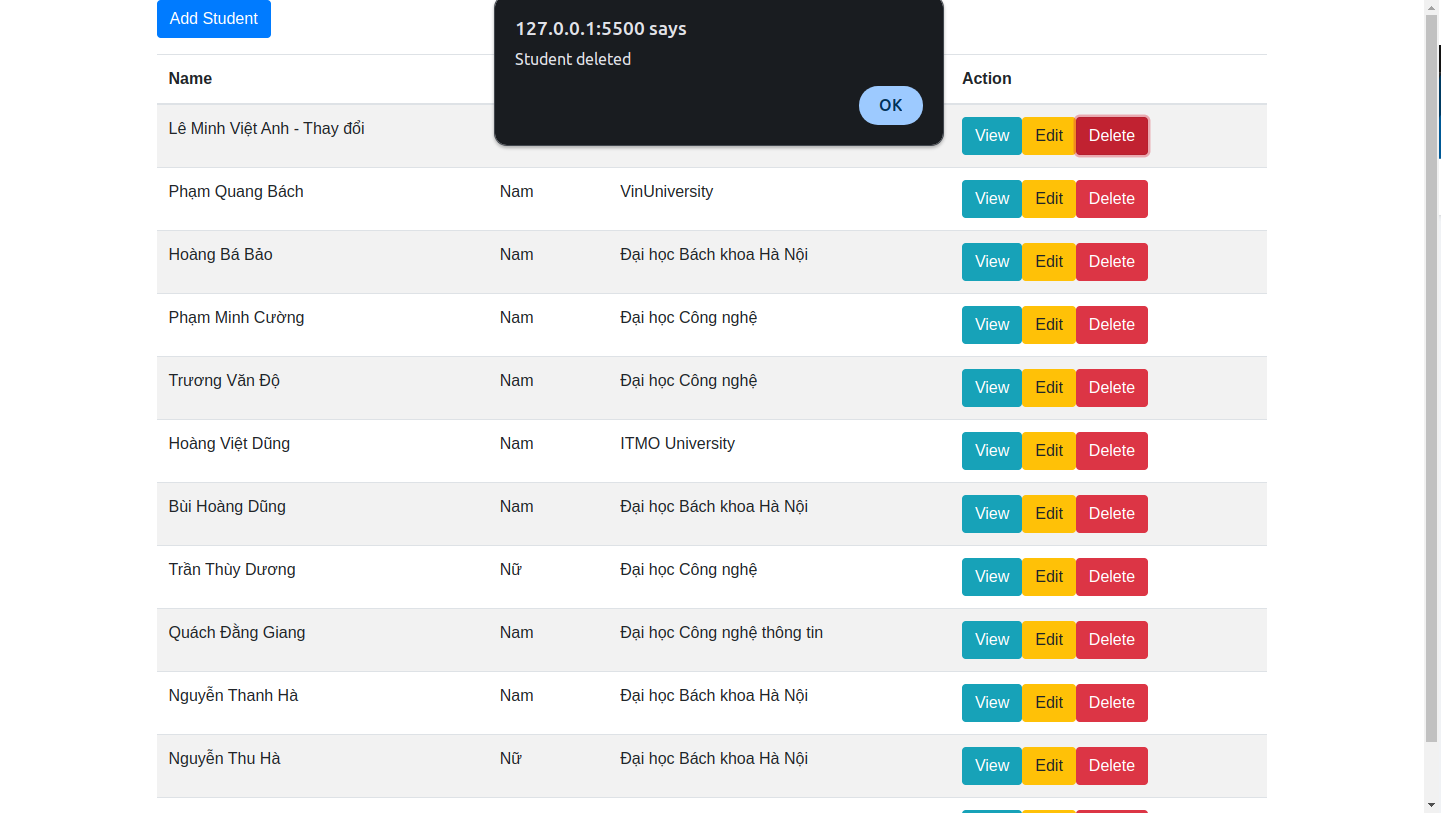 Add Student
127.0.0.1:5500 says
Student deleted
OK
Name Action
Lê Minh Việt Anh - Thay đổi View Edit Delete
Phạm Quang Bách Nam VinUniversity View Edit Delete
Hoàng Bá Bảo Nam Đại học Bách khoa Hà Nội View Edit Delete
Phạm Minh Cường Nam Đại học Công nghệ View Edit Delete
Trương Văn Độ Nam Đại học Công nghệ View Edit Delete
Hoàng Việt Dũng Nam ITMO University View Edit Delete
Bùi Hoàng Dũng Nam Đại học Bách khoa Hà Nội View Edit Delete
Trần Thùy Dương Nữ Đại học Công nghệ View Edit Delete
Quách Đằng Giang Nam Đại học Công nghệ thông tin View Edit Delete
Nguyễn Thanh Hà Nam Đại học Bách khoa Hà Nội View Edit Delete
Nguyễn Thu Hà Nữ Đại học Bách khoa Hà Nội View Edit Delete